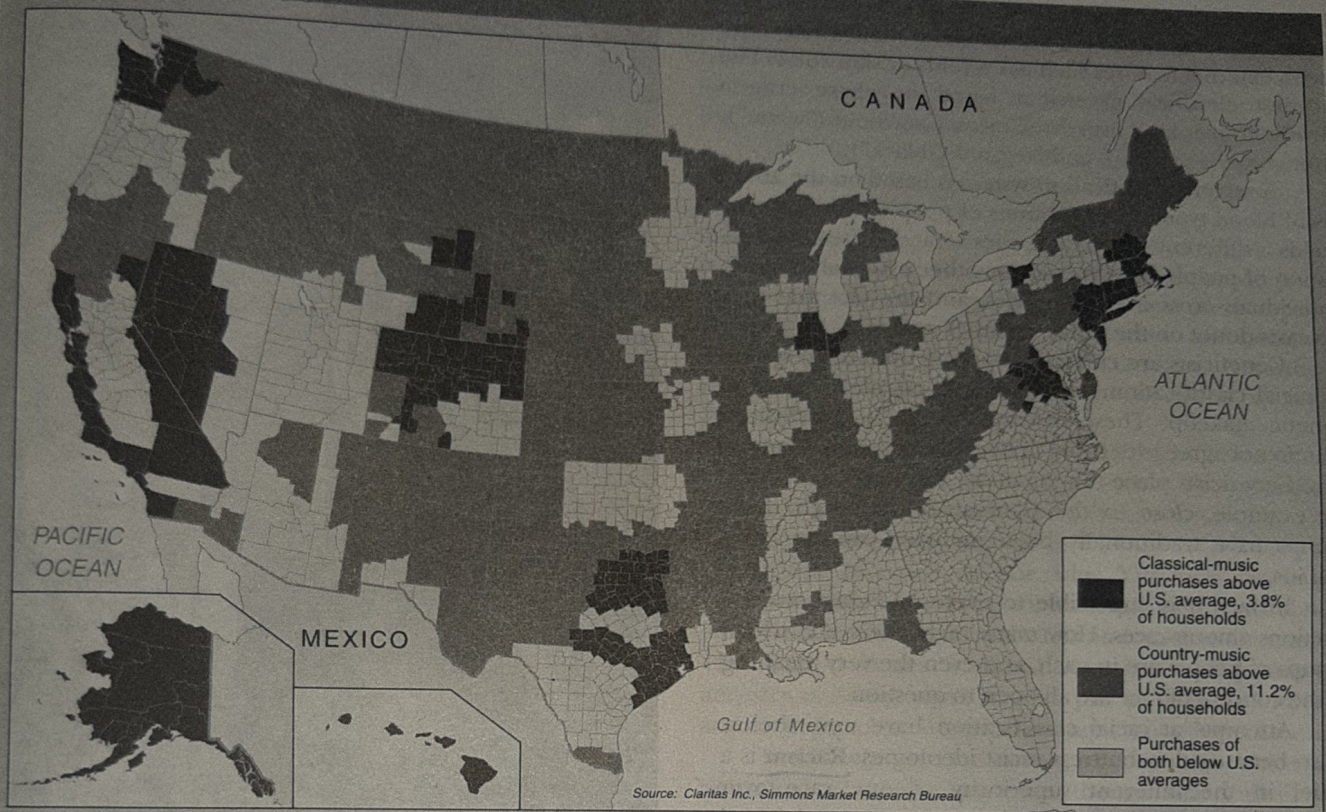 CANADA
ATLANTIC
OCEAN
PACIFIC
OCEAN
MEXICO
Gulf of Mexico
Classical-music
purchases above
U.S. average, 3.8%
of households
Country-music
purchases above
U.S. average, 11.2%
of households
Purchases of
both below U.S.
averages
Source: Claritas Inc., Simmons Market Research Bureau